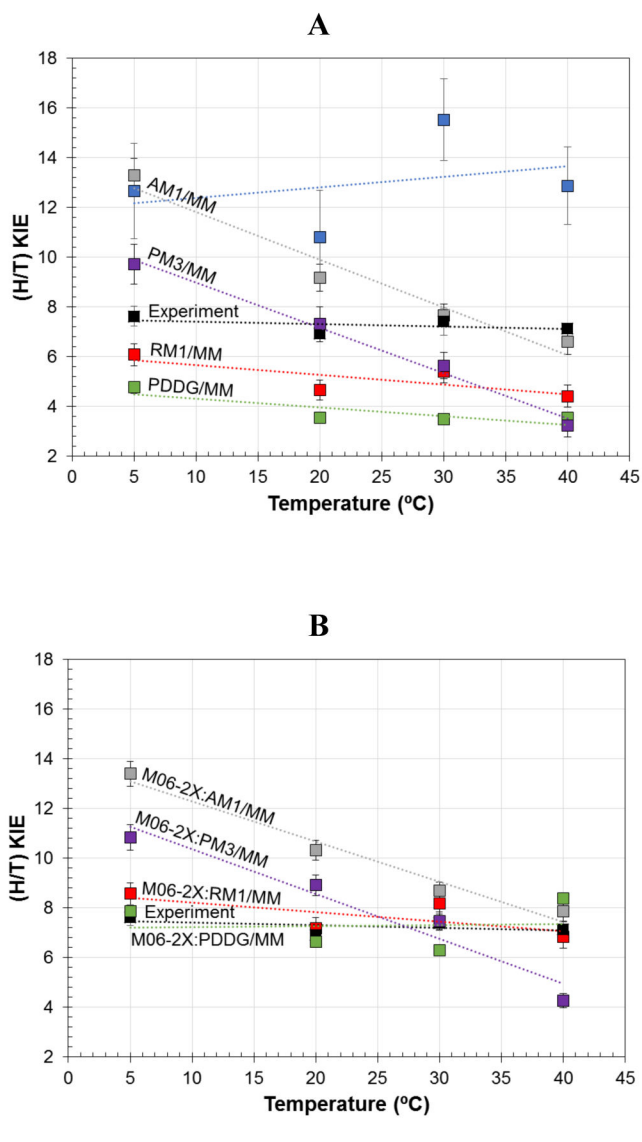 A
18
16
14
12
10
8
6
4
2
(H/T) KIE
AM1/MM
PM3/MM
Experiment
RM1/MM
PDDG/MM
0 5 10 15 20 25 30 35 40 45
Temperature (ºC)
B
18
16
14
12
10
8
6
4
2
(H/T) KIE
M06-2X:AM1/MM
M06-2X:PM3/MM
M06-2X:RM1/MM
Experiment
M06-2X:PDDG/MM
0 5 10 15 20 25 30 35 40 45
Temperature (ºC)